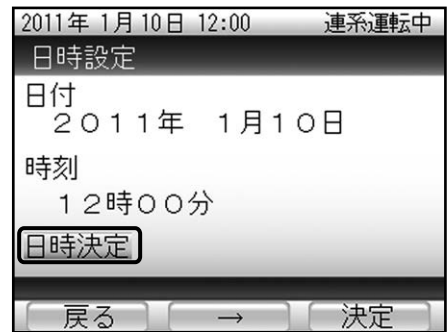 2011年 1月10日 12:00 連系運転中
日時設定
日付
２０１１年 １月１０日
時刻
１２時００分
日時決定
戻る → 決定